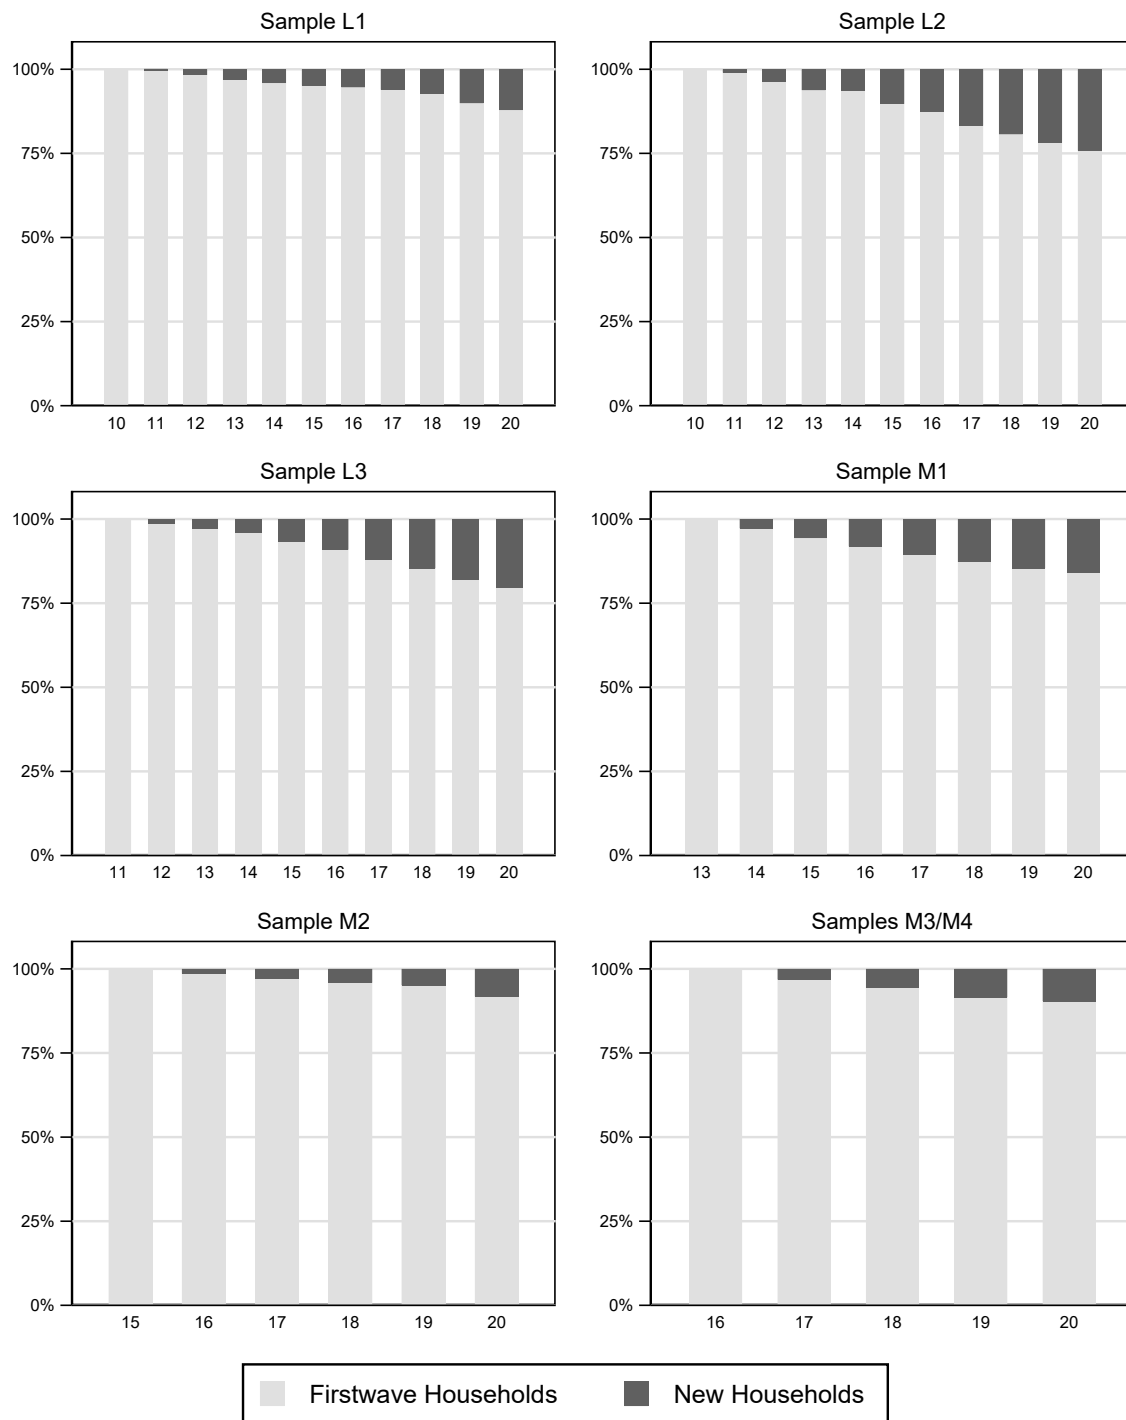 Sample L1
100%
75%
50%
25%
0%
10 11 12 13 14 15 16 17 18 19 20
Sample L2
100%
75%
50%
25%
0%
10 11 12 13 14 15 16 17 18 19 20
Sample L3
100%
75%
50%
25%
0%
11 12 13 14 15 16 17 18 19 20
Sample M1
100%
75%
50%
25%
0%
13 14 15 16 17 18 19 20
Sample M2
100%
75%
50%
25%
0%
15 16 17 18 19 20
Samples M3/M4
100%
75%
50%
25%
0%
16 17 18 19 20
Firstwave Households New Households